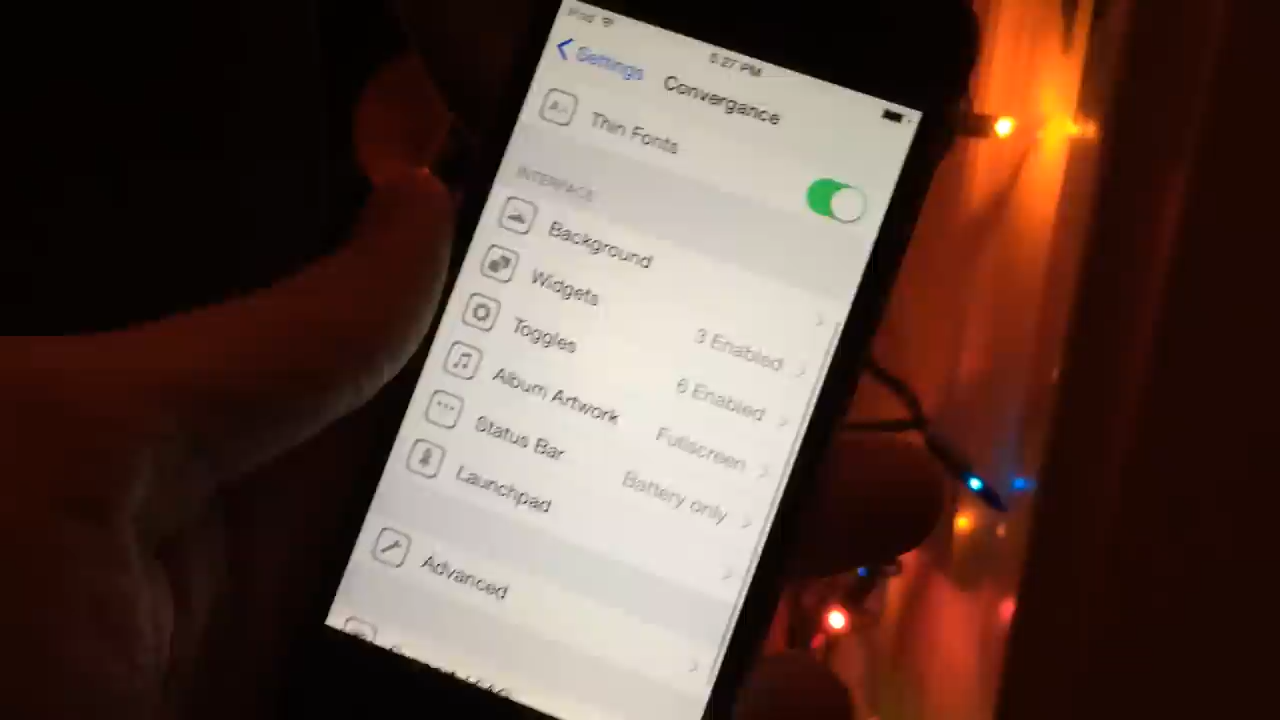 iPod
5:27 PM
Settings
Convergance
Thin Fonts
INTERFACE
Background
Widgets 3 Enabled
Toggles 6 Enabled
Album Artwork Fullscreen
Status Bar Battery only
Launchpad
Advanced